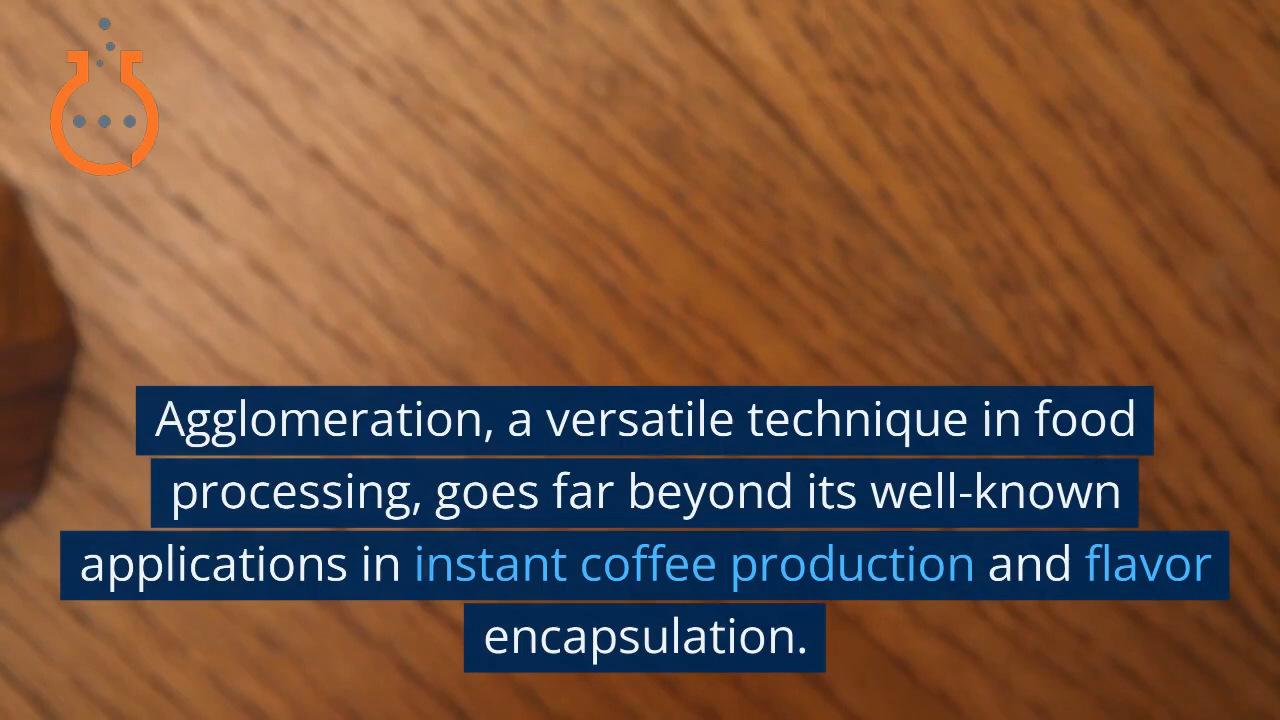 Agglomeration, a versatile technique in food
processing, goes far beyond its well-known
applications in instant coffee production and flavor
encapsulation.